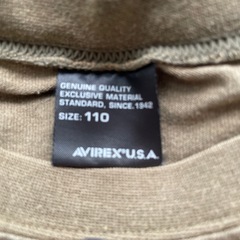 GENUINE QUALITY
EXCLUSIVE MATERIAL
STANDARD, SINCE.1942
SIZE: 110
AVIREX U.S.A.